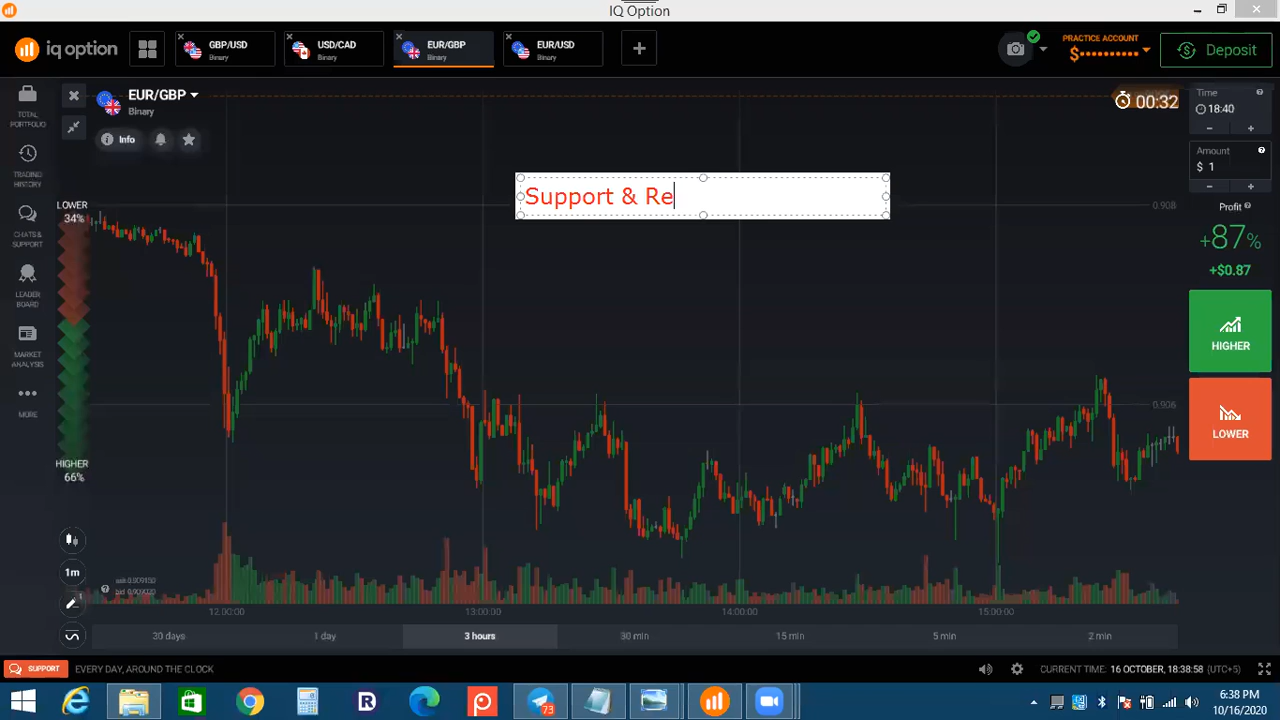 IQ Option
iq option
GBP/USD
Binary
USD/CAD
Binary
EUR/GBP
Binary
EUR/USD
Binary
+
PRACTICE ACCOUNT
$••••••••••
Deposit
TOTAL
PORTFOLIO
TRADING
HISTORY
CHATS &
SUPPORT
LEADER
BOARD
MARKET
ANALYSIS
MORE
EUR/GBP
Binary
Info
LOWER
34%
HIGHER
66%
Support & Re
00:32
0.908
0.906
Time
18:40
- +
Amount
$ 1
- +
Profit
+87%
+$0.87
HIGHER
LOWER
1m
12:00:00
13:00:00
14:00:00
15:00:00
30 days
1 day
3 hours
30 min
15 min
5 min
2 min
SUPPORT
EVERY DAY, AROUND THE CLOCK
CURRENT TIME: 16 OCTOBER, 18:38:58 (UTC+5)
73
6:38 PM
10/16/2020